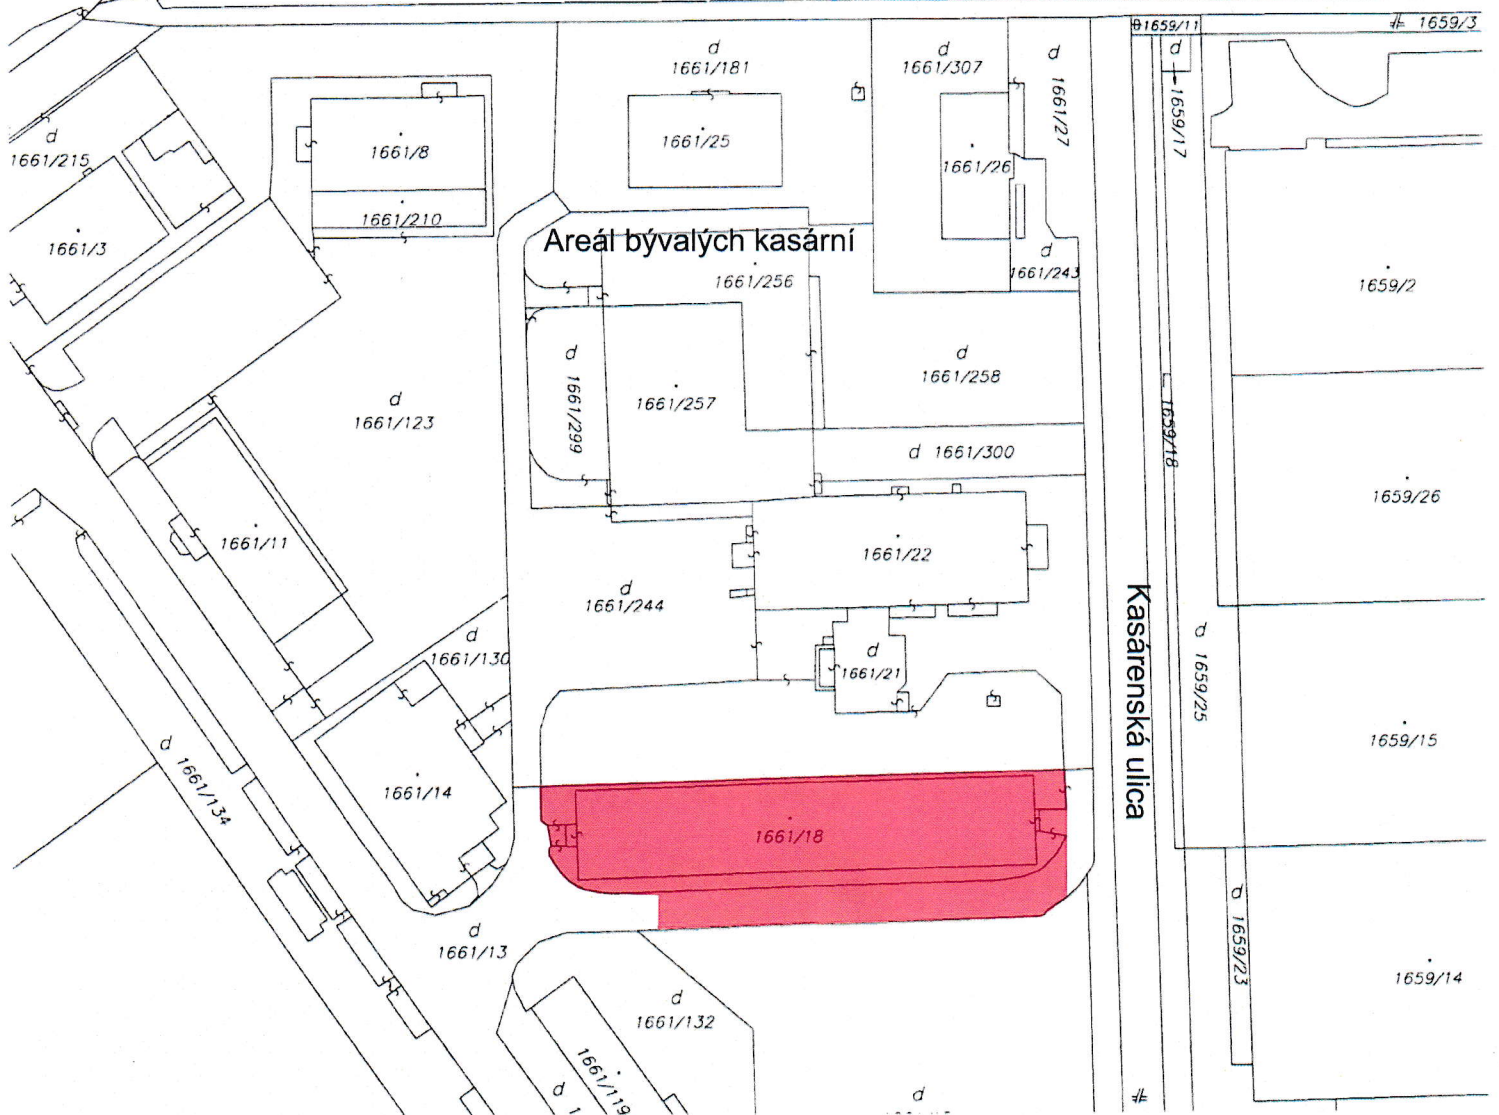 θ1659/11
# 1659/3
d
1661/181
d
1661/307
d
1661/27
d
1659/17
d
1661/215
1661/8
1661/25
1661/26
1661/210
1661/3
Areál bývalých kasární
1661/256
d
1661/243
1659/2
d
1661/299
1661/257
d
1661/258
d
1661/123
1659/18
d 1661/300
1659/26
1661/11
1661/22
d
1661/244
Kasárenská ulica
d
1661/130
d
1661/21
d
1659/25
1659/15
d
1661/134
1661/14
1661/18
d
1661/13
d
1659/23
1659/14
d
1661/132
1661/119
d 1
d
#